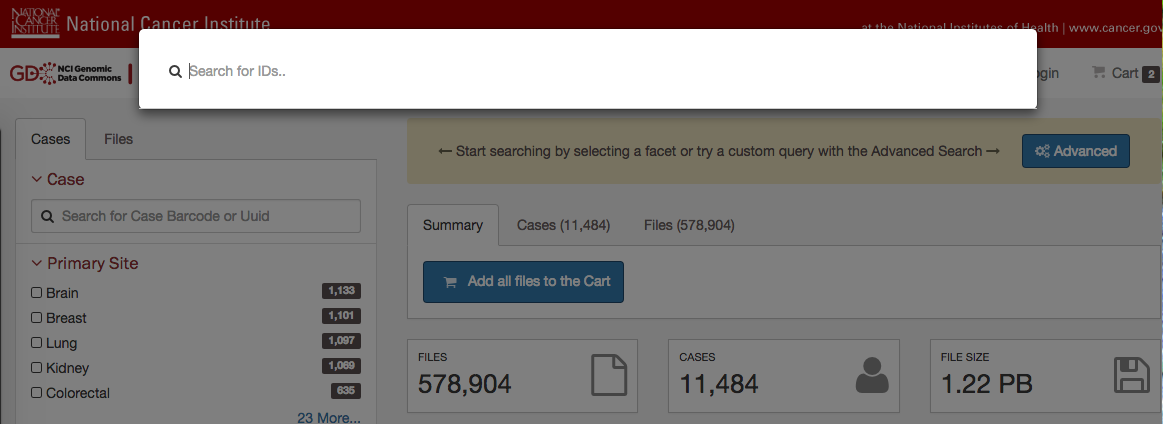 NATIONAL
CANCER
INSTITUTE
National Cancer Institute
at the National Institutes of Health | www.cancer.gov
Search for IDs..
GDC
NCI Genomic
Data Commons
Cart 2
Cases
Files
Case
Search for Case Barcode or Uuid
Primary Site
Brain 1,133
Breast 1,101
Lung 1,097
Kidney 1,069
Colorectal 635
23 More...
← Start searching by selecting a facet or try a custom query with the Advanced Search →
Advanced
Summary
Cases (11,484)
Files (578,904)
Add all files to the Cart
FILES
578,904
CASES
11,484
FILE SIZE
1.22 PB